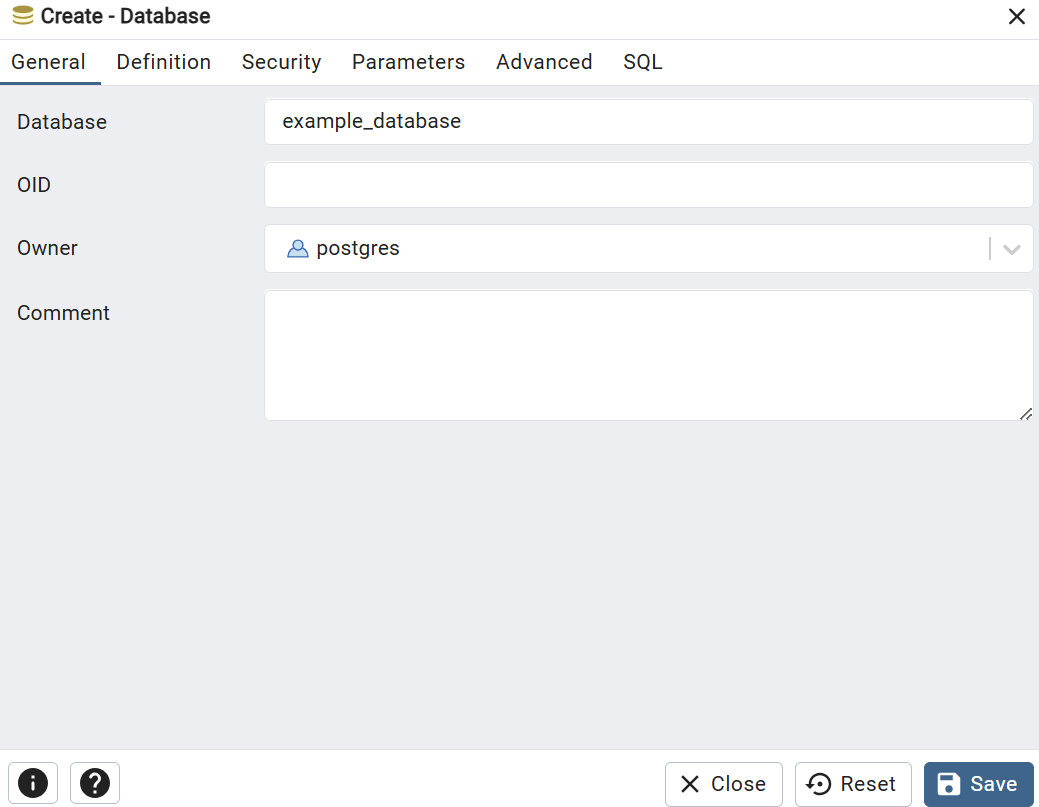 Create - Database
General Definition Security Parameters Advanced SQL
Database example_database
OID
Owner postgres
Comment
Close Reset Save